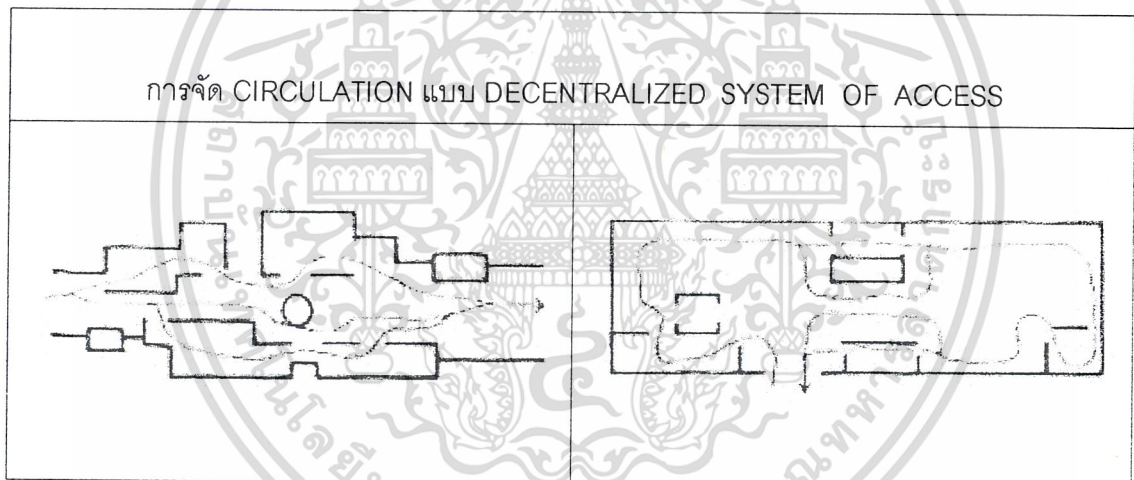 การจัด CIRCULATION แบบ DECENTRALIZED SYSTEM OF ACCESS